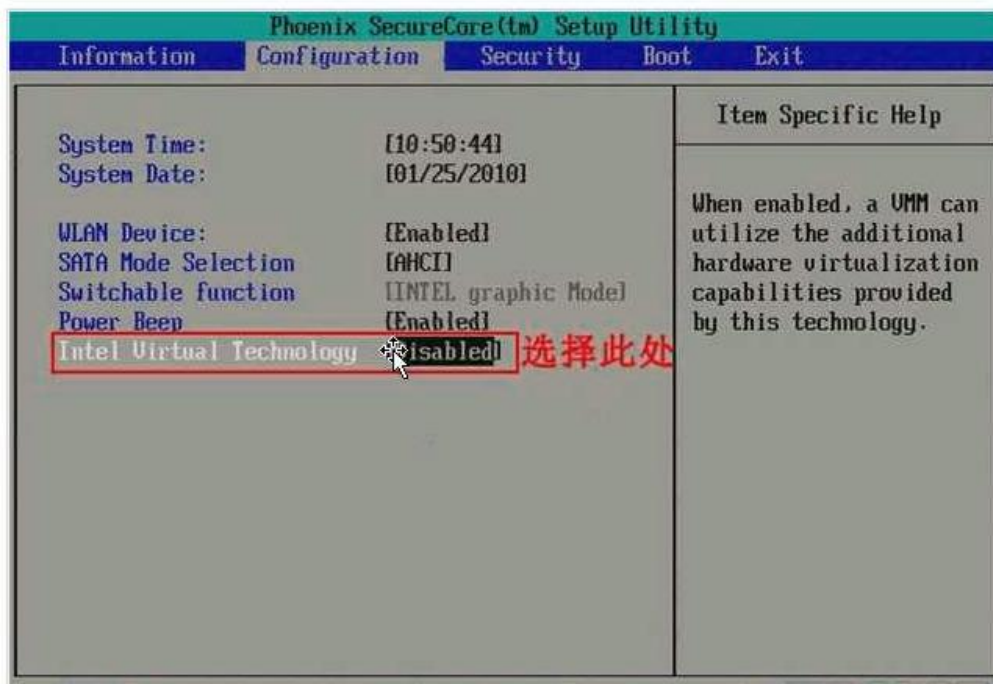 Phoenix SecureCore(tm) Setup Utility
Information Configuration Security Boot Exit
Item Specific Help
System Time: [10:50:44]
System Date: [01/25/2010]
WLAN Device: [Enabled]
SATA Mode Selection [AHCI]
Switchable function [INTEL graphic Mode]
Power Beep [Enabled]
Intel Virtual Technology isabled] 选择此处
When enabled, a VMM can
utilize the additional
hardware virtualization
capabilities provided
by this technology.